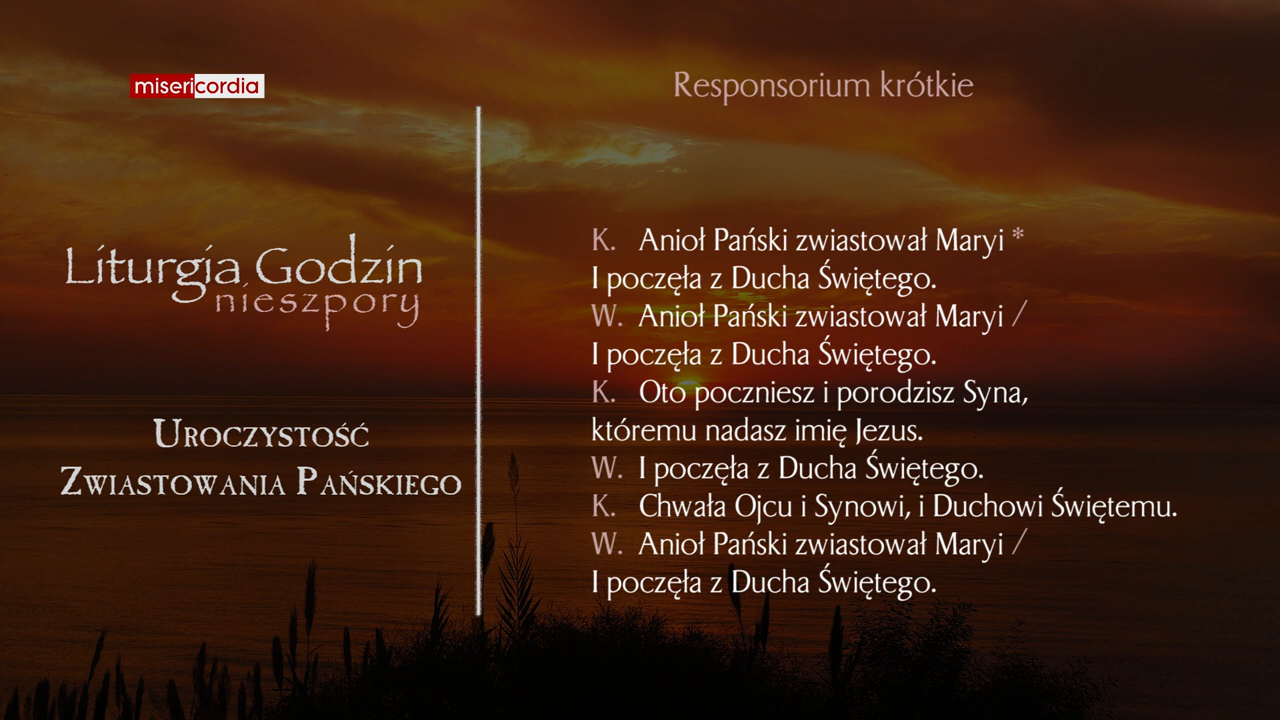 misericordia
Liturgia Godzin
nieszpory
Uroczystość
Zwiastowania Pańskiego
Responsorium krótkie
K. Anioł Pański zwiastował Maryi *
I poczęła z Ducha Świętego.
W. Anioł Pański zwiastował Maryi /
I poczęła z Ducha Świętego.
K. Oto poczniesz i porodzisz Syna,
któremu nadasz imię Jezus.
W. I poczęła z Ducha Świętego.
K. Chwała Ojcu i Synowi, i Duchowi Świętemu.
W. Anioł Pański zwiastował Maryi /
I poczęła z Ducha Świętego.